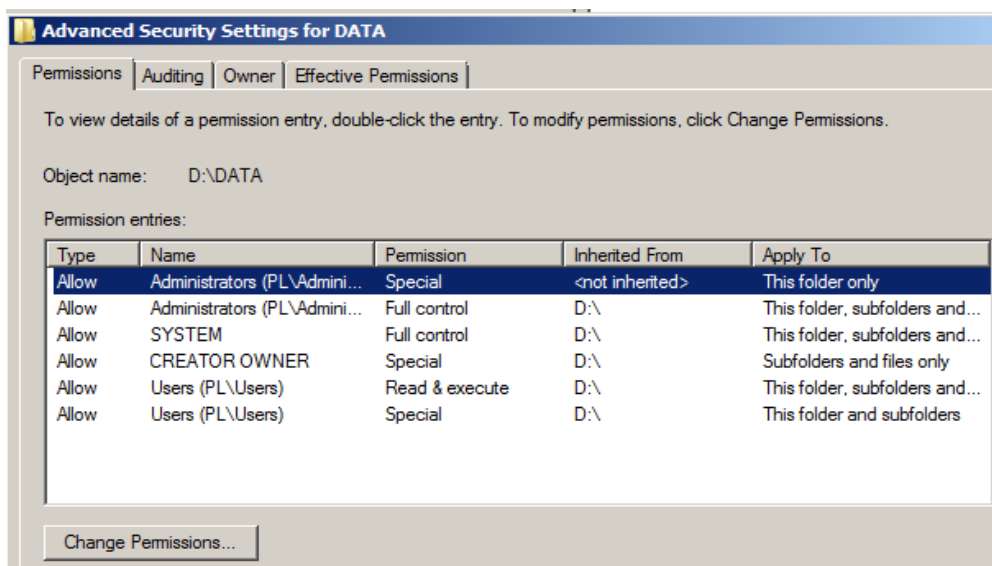 Advanced Security Settings for DATA
Permissions Auditing Owner Effective Permissions
To view details of a permission entry, double-click the entry. To modify permissions, click Change Permissions.
Object name: D:\DATA
Permission entries:
Type Name Permission Inherited From Apply To
Allow Administrators (PL\Admini... Special <not inherited> This folder only
Allow Administrators (PL\Admini... Full control D:\ This folder, subfolders and...
Allow SYSTEM Full control D:\ This folder, subfolders and...
Allow CREATOR OWNER Special D:\ Subfolders and files only
Allow Users (PL\Users) Read & execute D:\ This folder, subfolders and...
Allow Users (PL\Users) Special D:\ This folder and subfolders
Change Permissions...